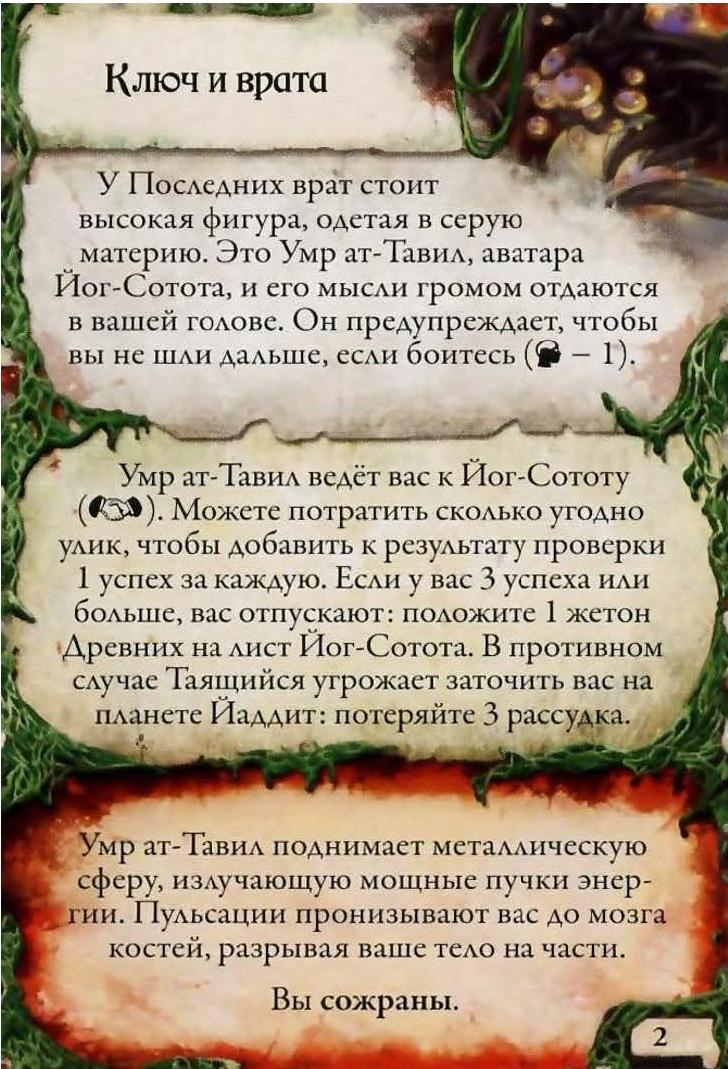 Ключ и врата
У Последних врат стоит
высокая фигура, одетая в серую
материю. Это Умр ат-Тавил, аватара
Йог-Сотота, и его мысли громом отдаются
в вашей голове. Он предупреждает, чтобы
вы не шли дальше, если боитесь ( – 1).
Умр ат-Тавил ведёт вас к Йог-Сототу
( ). Можете потратить сколько угодно
улик, чтобы добавить к результату проверки
1 успех за каждую. Если у вас 3 успеха или
больше, вас отпускают: положите 1 жетон
Древних на лист Йог-Сотота. В противном
случае Таящийся угрожает заточить вас на
планете Йаддит: потеряйте 3 рассудка.
Умр ат-Тавил поднимает металлическую
сферу, излучающую мощные пучки энер-
гии. Пульсации пронизывают вас до мозга
костей, разрывая ваше тело на части.
Вы сожраны.
2